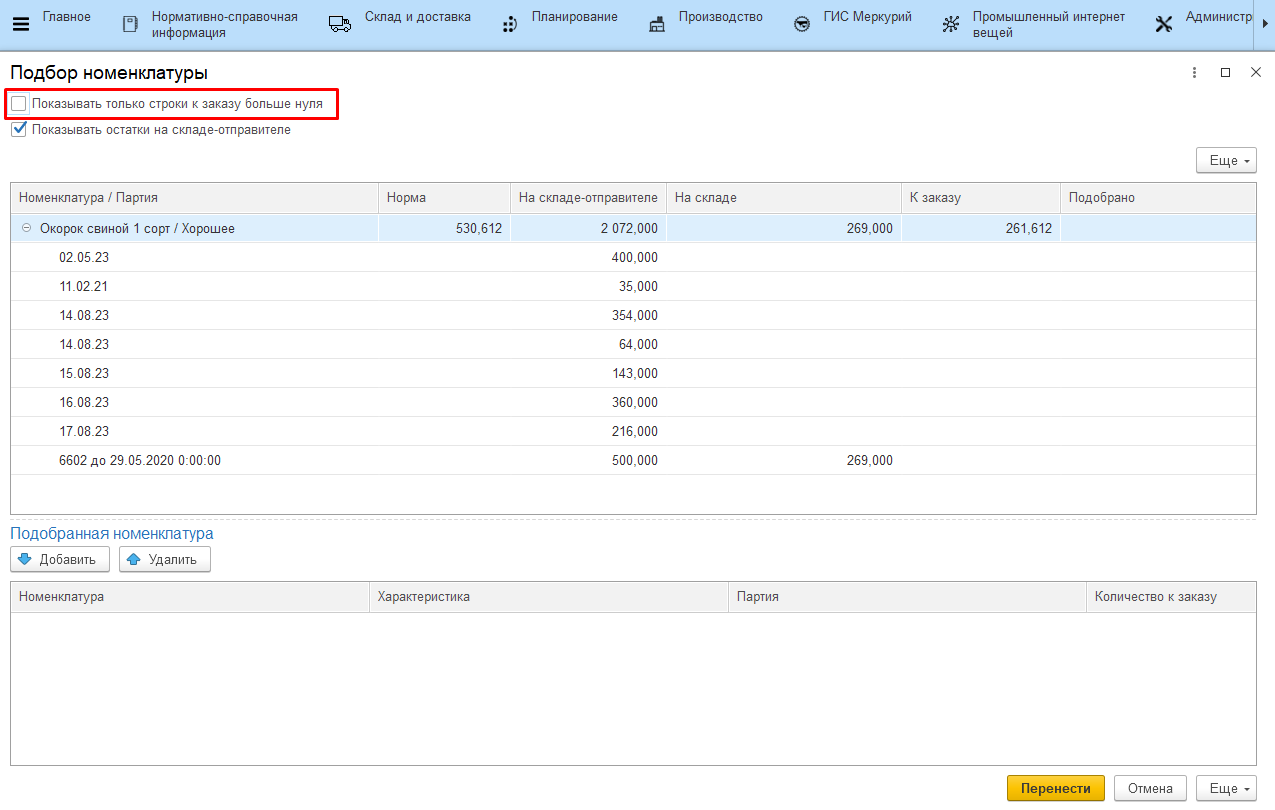 Главное
Нормативно-справочная
информация
Склад и доставка
Планирование
Производство
ГИС Меркурий
Промышленный интернет
вещей
Администр
Подбор номенклатуры
Показывать только строки к заказу больше нуля
Показывать остатки на складе-отправителе
Еще
Номенклатура / Партия Норма На складе-отправителе На складе К заказу Подобрано
Окорок свиной 1 сорт / Хорошее 530,612 2 072,000 269,000 261,612
02.05.23 400,000
11.02.21 35,000
14.08.23 354,000
14.08.23 64,000
15.08.23 143,000
16.08.23 360,000
17.08.23 216,000
6602 до 29.05.2020 0:00:00 500,000 269,000
Подобранная номенклатура
Добавить Удалить
Номенклатура Характеристика Партия Количество к заказу
Перенести Отмена Еще